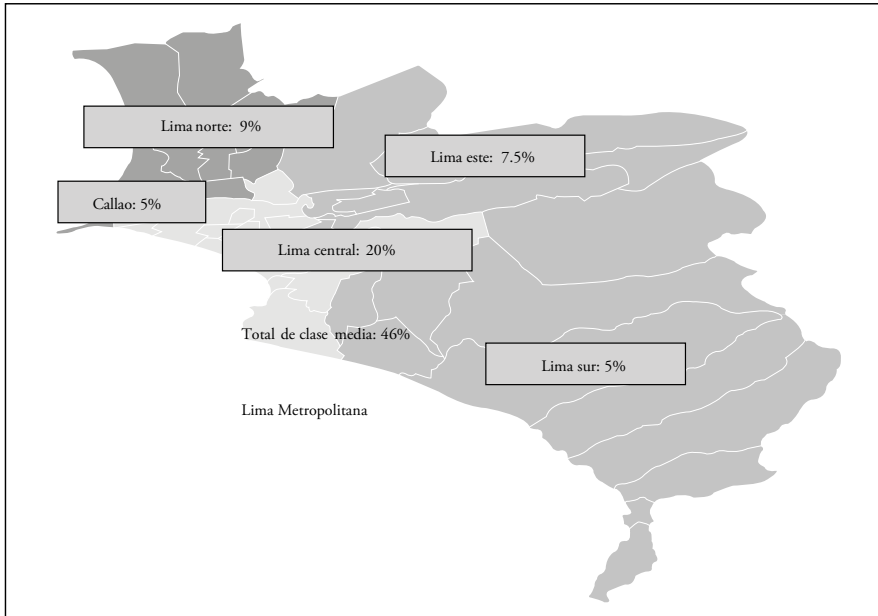 Lima norte: 9%
Lima este: 7.5%
Callao: 5%
Lima central: 20%
Total de clase media: 46%
Lima sur: 5%
Lima Metropolitana